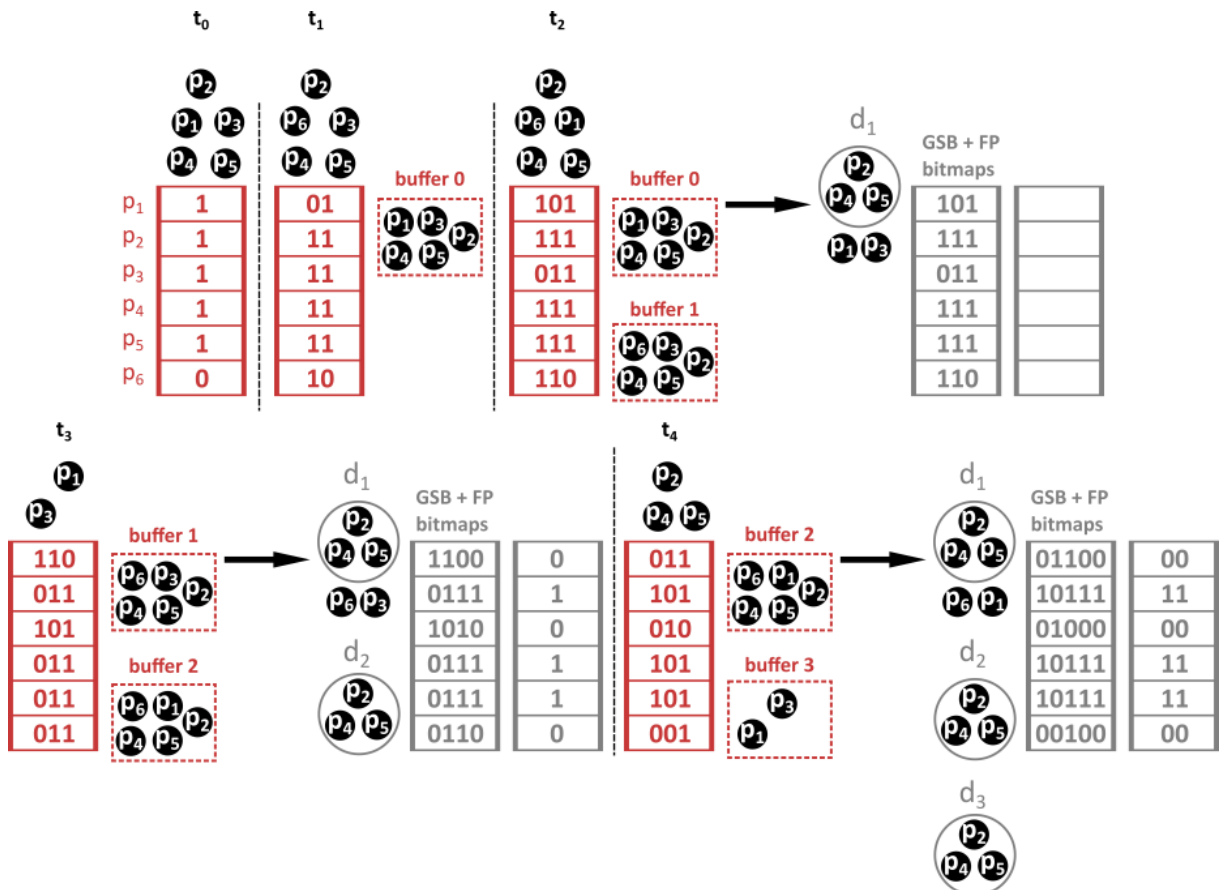 t0 t1 t2
p2 p2 p2
p1 p3 p6 p3 p6 p1 d1
p4 p5 p4 p5 p4 p5 GSB + FP
buffer 0 buffer 0 p2 bitmaps
p1 1 01 p1 p3 p2 101 p1 p3 p2 p4 p5 101
p2 1 11 p4 p5 111 p4 p5 p1 p3 111
p3 1 11 011 011
p4 1 11 111 buffer 1 111
p5 1 11 111 p6 p3 p2 111
p6 0 10 110 p4 p5 110
t3 t4
p1 d1 p2 d1
p3 GSB + FP p4 p5 GSB + FP
buffer 1 p2 bitmaps buffer 2 p2 bitmaps
110 p6 p3 p2 p4 p5 1100 0 011 p6 p1 p2 p4 p5 01100 00
011 p4 p5 p6 p3 0111 1 101 p4 p5 p6 p1 10111 11
101 1010 0 010 01000 00
011 buffer 2 d2 0111 1 101 buffer 3 d2 10111 11
011 p6 p1 p2 p2 0111 1 101 p3 p2 10111 11
011 p4 p5 p4 p5 0110 0 001 p1 p4 p5 00100 00
d3
p2
p4 p5